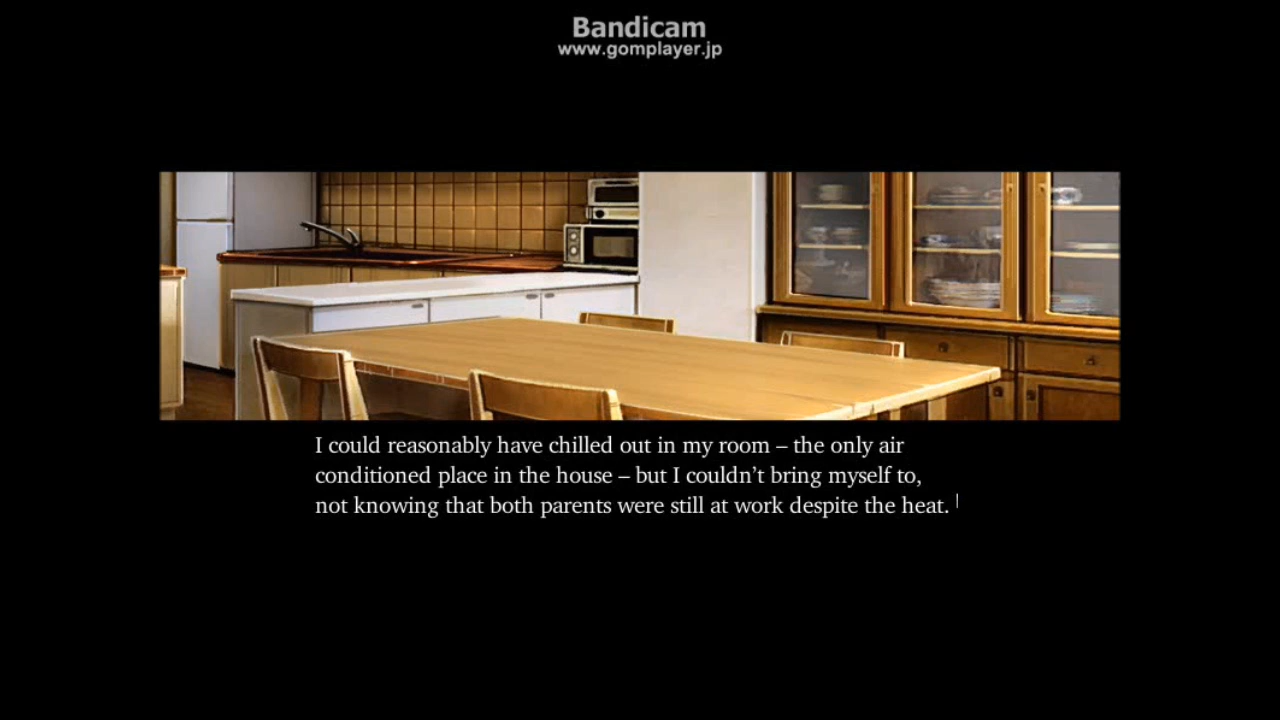 Bandicam
www.gomplayer.jp
I could reasonably have chilled out in my room – the only air
conditioned place in the house – but I couldn’t bring myself to,
not knowing that both parents were still at work despite the heat.